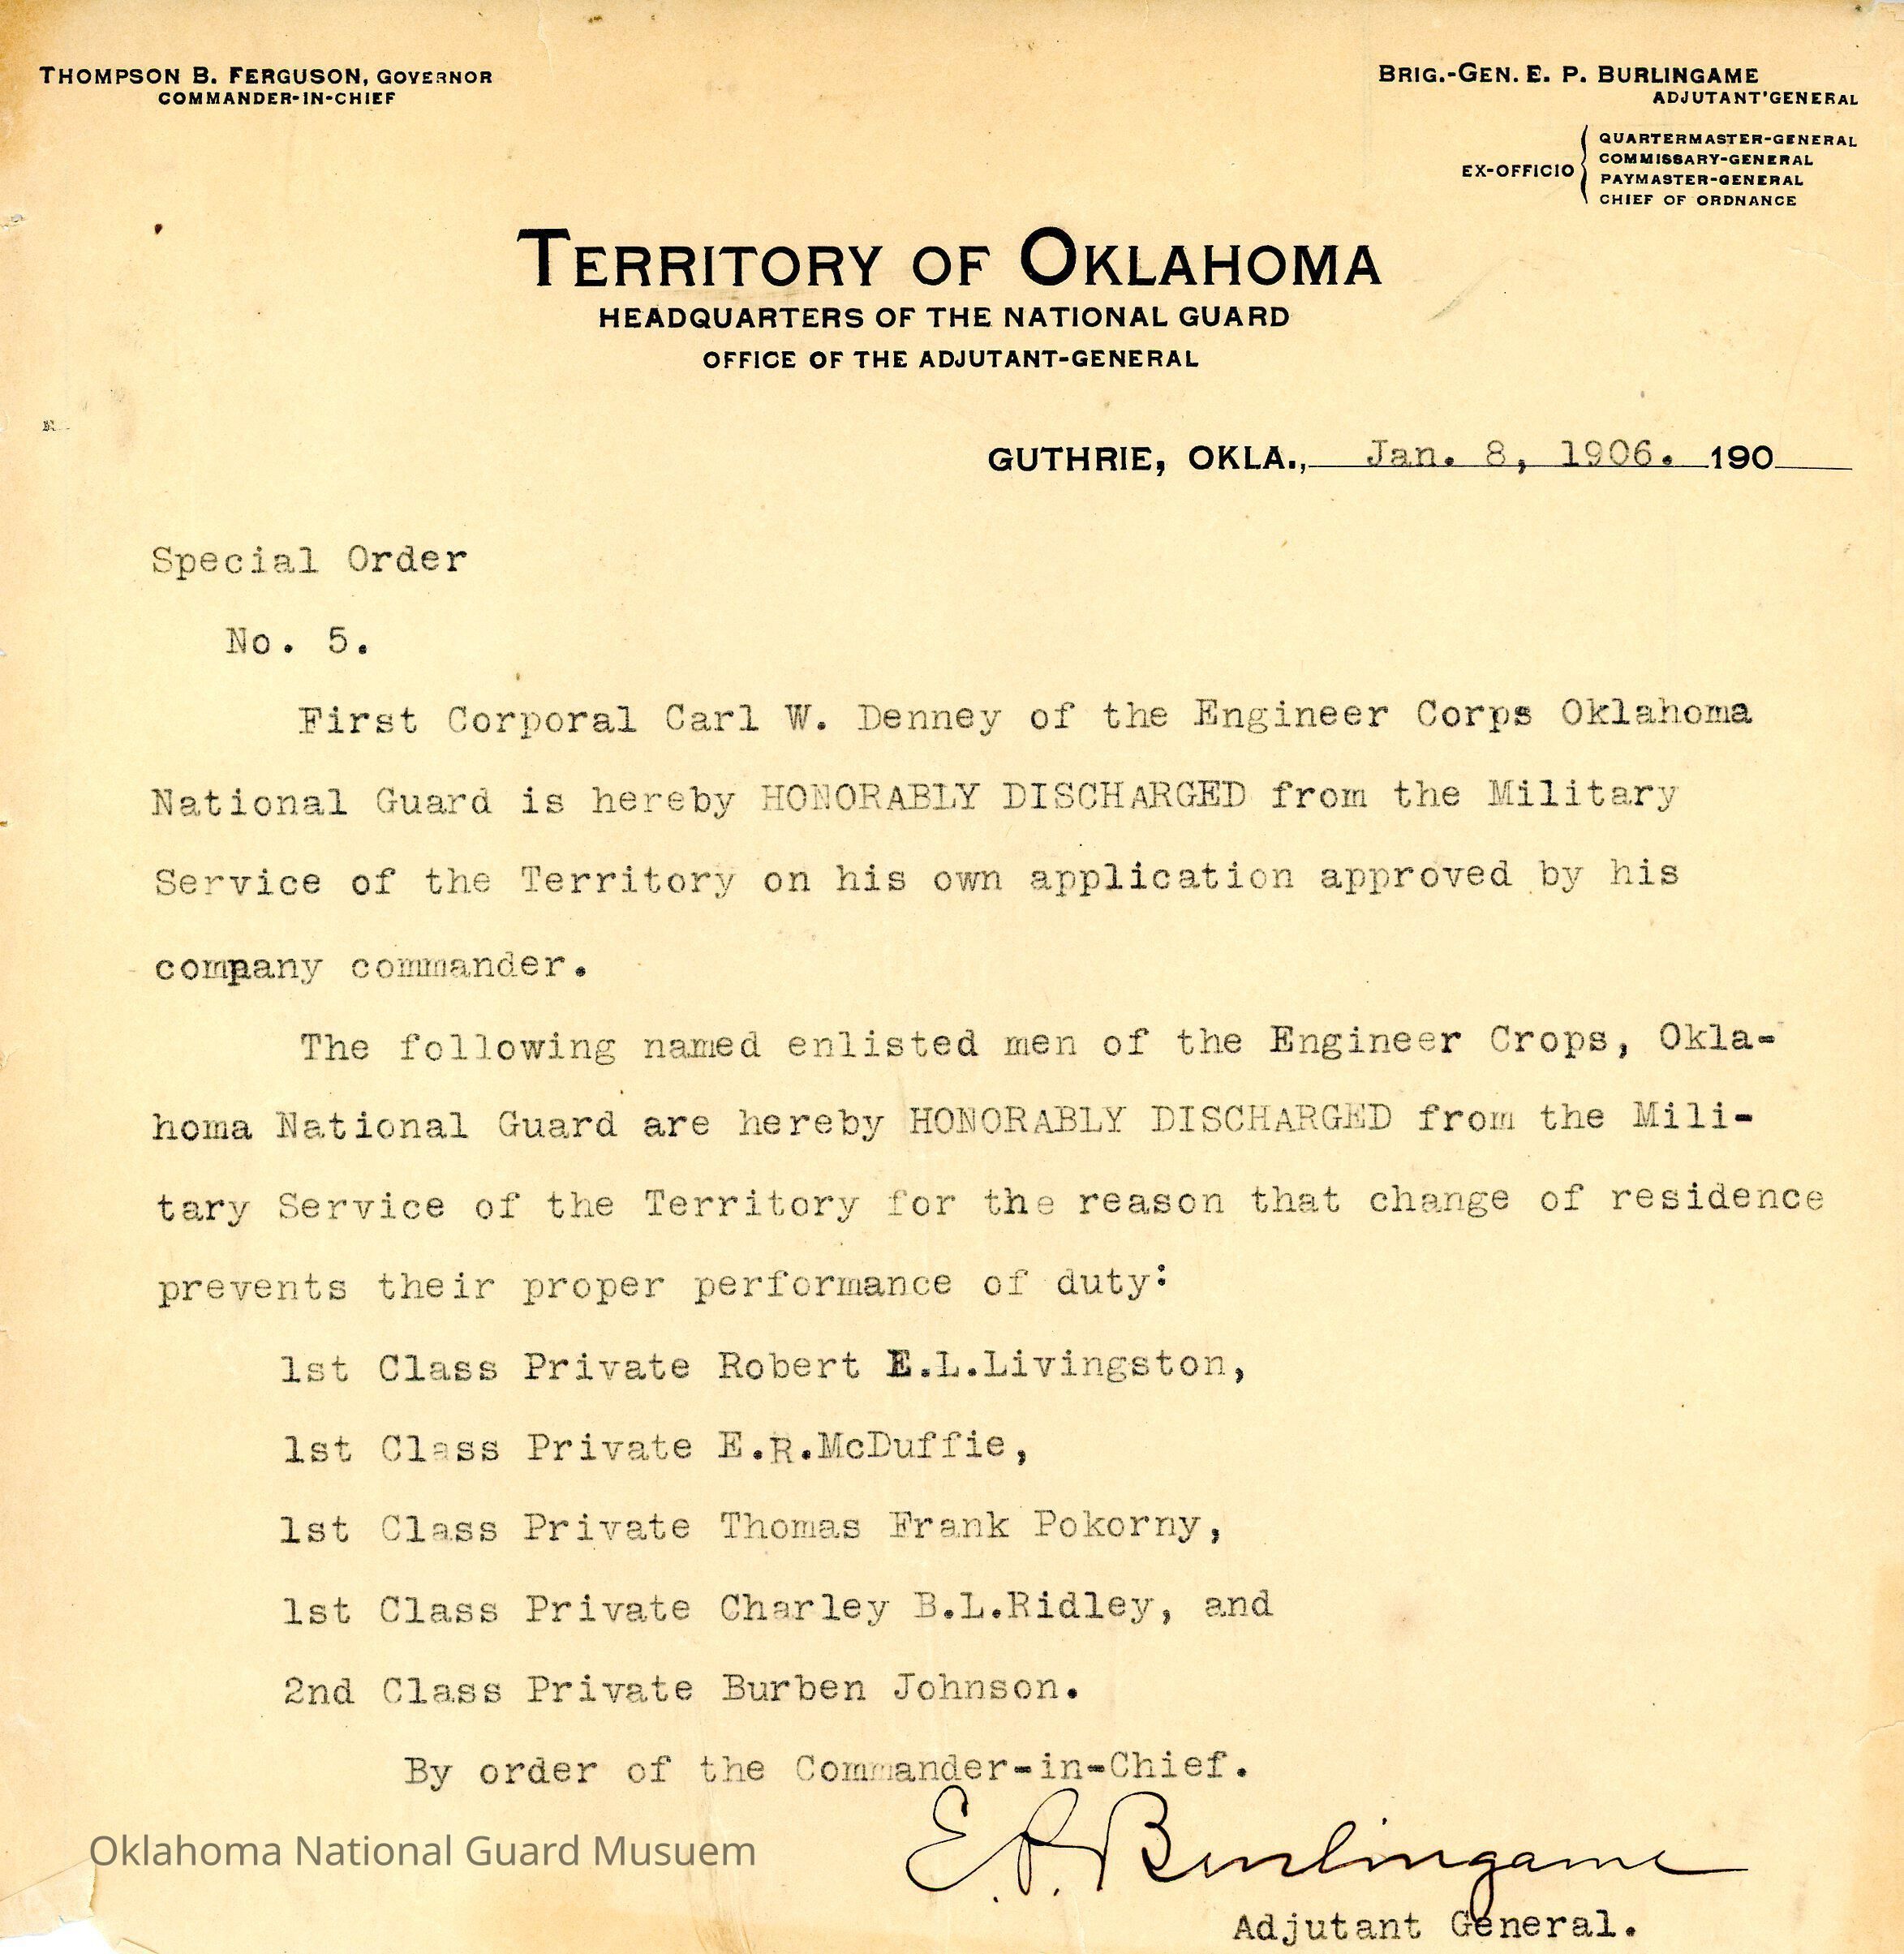 THOMPSON B. FERGUSON, GOVERNOR
COMMANDER-IN-CHIEF
BRIG.-GEN. E. P. BURLINGAME
ADJUTANT'GENERAL
EX-OFFICIO
QUARTERMASTER-GENERAL
COMMISSARY-GENERAL
PAYMASTER-GENERAL
CHIEF OF ORDNANCE
TERRITORY OF OKLAHOMA
HEADQUARTERS OF THE NATIONAL GUARD
OFFICE OF THE ADJUTANT-GENERAL
GUTHRIE, OKLA., Jan. 8, 1906. 190
Special Order
No. 5.
First Corporal Carl W. Denney of the Engineer Corps Oklahoma
National Guard is hereby HONORABLY DISCHARGED from the Military
Service of the Territory on his own application approved by his
company commander.
The following named enlisted men of the Engineer Crops, Okla-
homa National Guard are hereby HONORABLY DISCHARGED from the Mili-
tary Service of the Territory for the reason that change of residence
prevents their proper performance of duty:
1st Class Private Robert E.L.Livingston,
1st Class Private E.R.McDuffie,
1st Class Private Thomas Frank Pokorny,
1st Class Private Charley B.L.Ridley, and
2nd Class Private Burben Johnson.
By order of the Commander-in-Chief.
E. P. Burlingame
Oklahoma National Guard Musuem
Adjutant General.